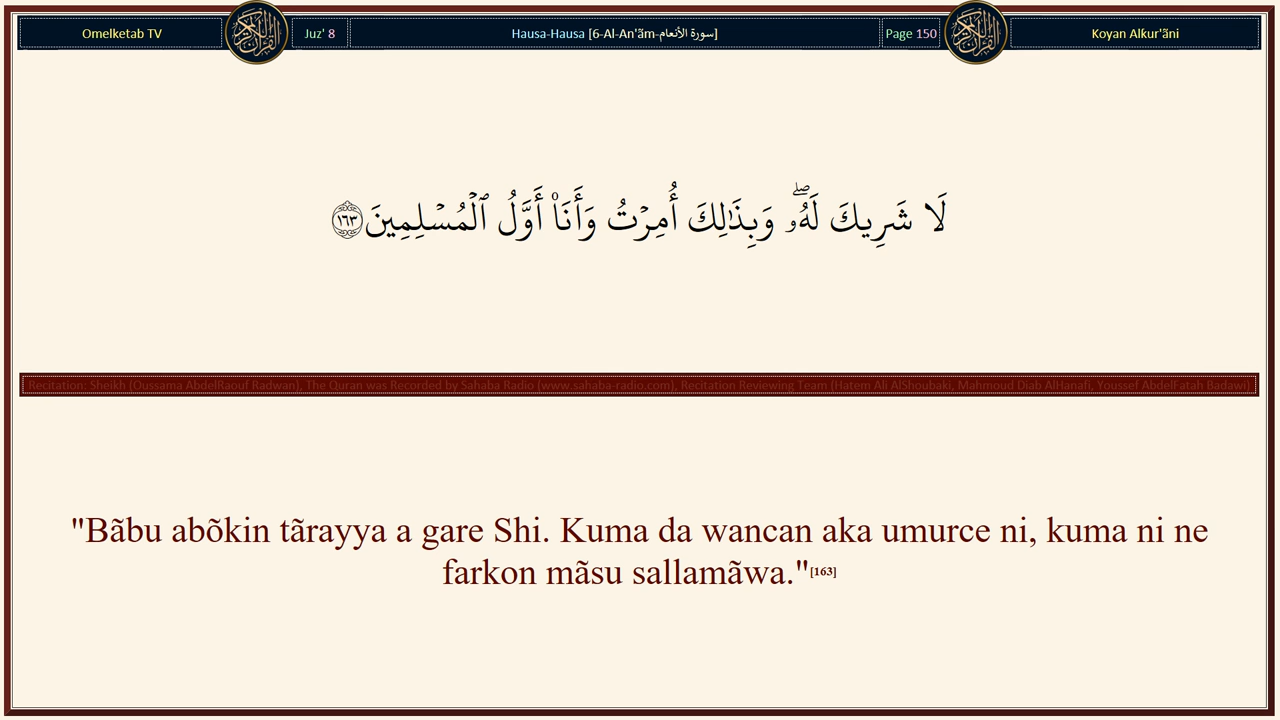 Omelketab TV
Juz' 8
Hausa-Hausa [6-Al-An'ãm-سورة الأنعام]
Page 150
Koyan Alƙur'ãni
لَا شَرِيكَ لَهُۥۖ وَبِذَٰلِكَ أُمِرۡتُ وَأَنَا۠ أَوَّلُ ٱلۡمُسۡلِمِينَ ١٦٣
Recitation: Sheikh (Oussama AbdelRaouf Radwan), The Quran was Recorded by Sahaba Radio (www.sahaba-radio.com), Recitation Reviewing Team (Hatem Ali AlShoubaki, Mahmoud Diab AlHanafi, Youssef AbdelFatah Badawi)
"Bãbu abõkin tãrayya a gare Shi. Kuma da wancan aka umurce ni, kuma ni ne
farkon mãsu sallamãwa."[163]